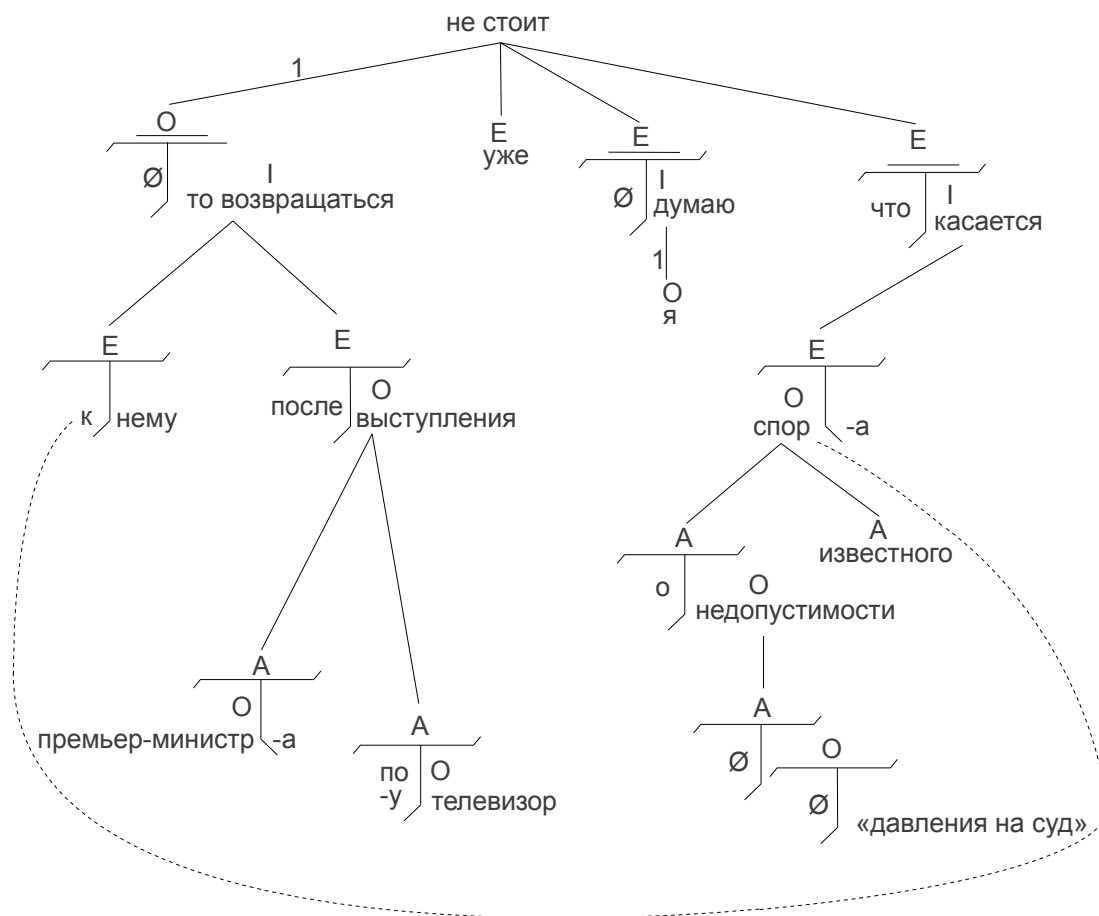 не стоит
1
О
Е
уже
Е
Е
Ø
I
то возвращаться
Ø
I
думаю
что
I
касается
1
О
я
Е
к
нему
Е
после
О
выступления
Е
О
спор
-а
А
О
премьер-министр
-а
А
по
-у
О
телевизор
А
о
О
недопустимости
А
известного
А
Ø
О
Ø
«давления на суд»